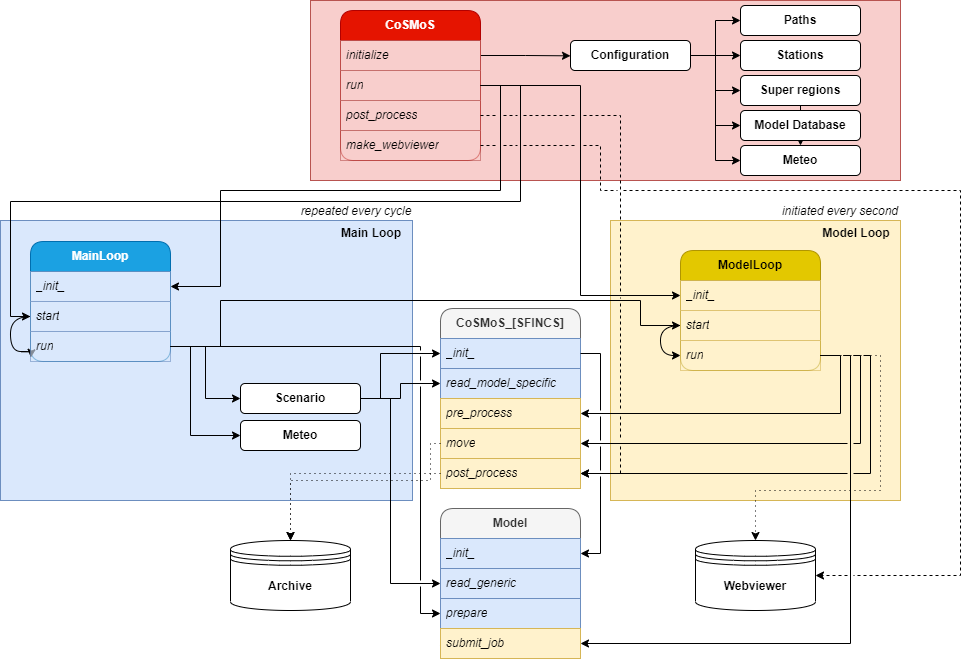 CoSMoS
initialize
run
post_process
make_webviewer
Configuration
Paths
Stations
Super regions
Model Database
Meteo
repeated every cycle
Main Loop
MainLoop
_init_
start
run
Scenario
Meteo
initiated every second
Model Loop
ModelLoop
_init_
start
run
CoSMoS_[SFINCS]
_init_
read_model_specific
pre_process
move
post_process
Model
_init_
read_generic
prepare
submit_job
Archive
Webviewer